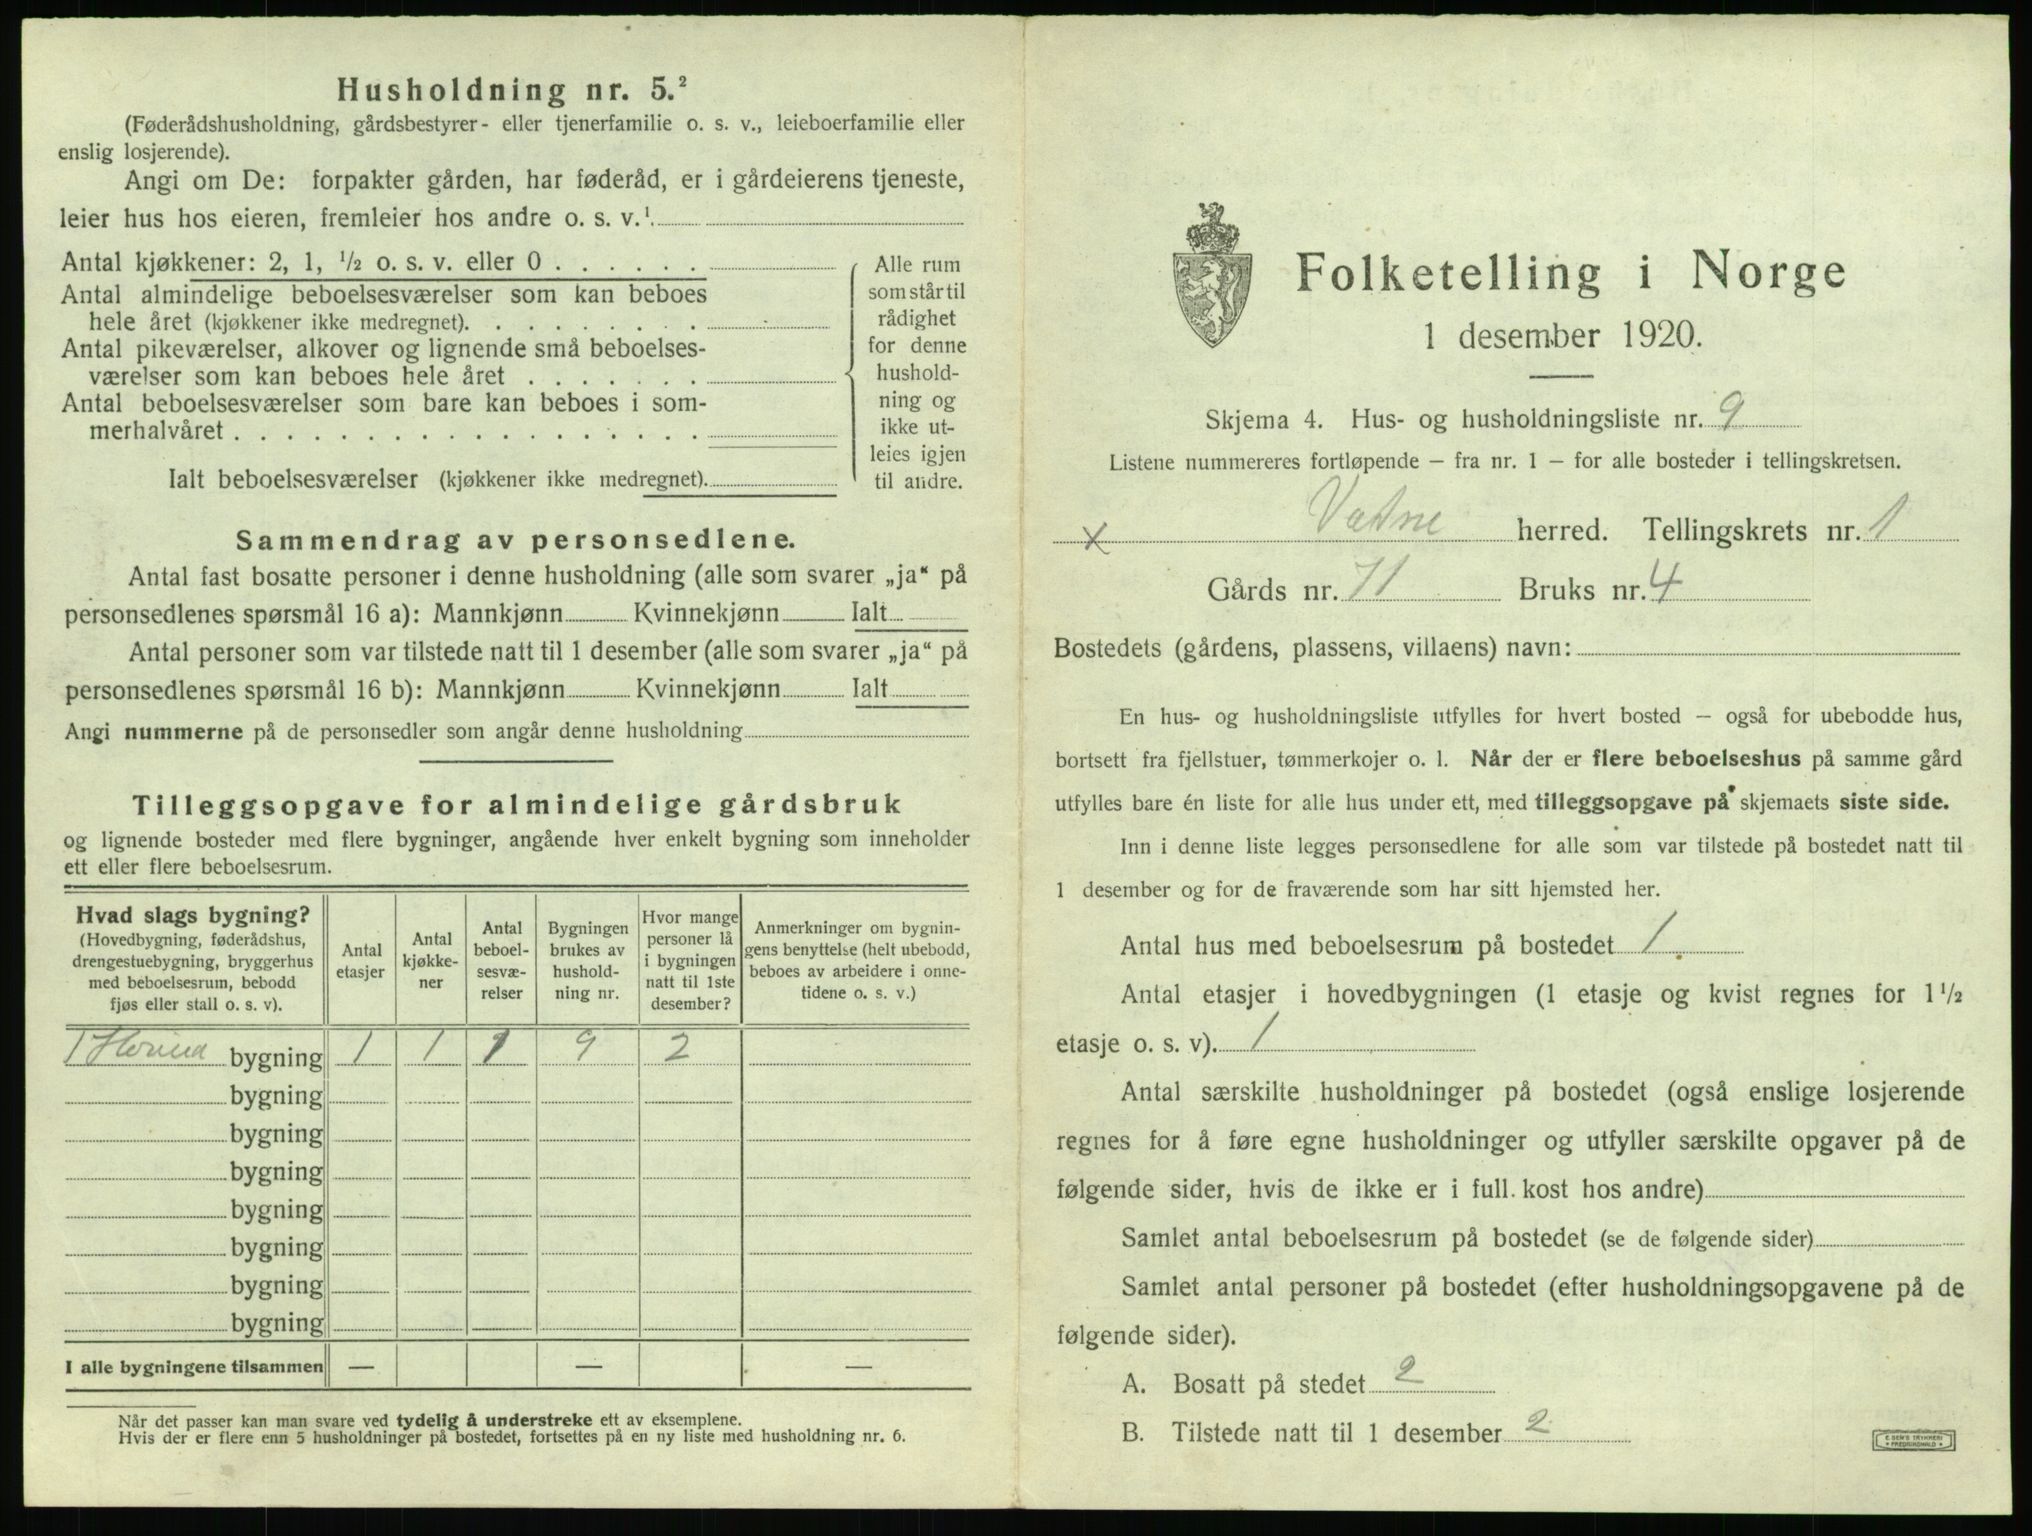 Husholdning nr. 5.²
(Føderådshusholdning, gårdsbestyrer- eller tjenerfamilie o. s. v., leieboerfamilie eller
enslig losjerende).
Angi om De: forpakter gården, har føderåd, er i gårdeierens tjeneste,
leier hus hos eieren, fremleier hos andre o. s. v.¹
Antal kjøkkener: 2, 1, ½ o. s. v. eller 0
Antal almindelige beboelsesværelser som kan beboes
hele året (kjøkkener ikke medregnet).
Antal pikeværelser, alkover og lignende små beboelses-
værelser som kan beboes hele året
Antal beboelsesværelser som bare kan beboes i som-
merhalvåret
Ialt beboelsesværelser (kjøkkener ikke medregnet).
Alle rum
som står til
rådighet
for denne
hushold-
ning og
ikke ut-
leies igjen
til andre.
Sammendrag av personsedlene.
Antal fast bosatte personer i denne husholdning (alle som svarer „ja“ på
personsedlenes spørsmål 16 a): Mannkjønn Kvinnekjønn Ialt
Antal personer som var tilstede natt til 1 desember (alle som svarer „ja“ på
personsedlenes spørsmål 16 b): Mannkjønn Kvinnekjønn Ialt
Angi nummerne på de personsedler som angår denne husholdning
Tilleggsopgave for almindelige gårdsbruk
og lignende bosteder med flere bygninger, angående hver enkelt bygning som inneholder
ett eller flere beboelsesrum.
Hvad slags bygning?
(Hovedbygning, føderådshus,
drengestuebygning, bryggerhus
med beboelsesrum, bebodd
fjøs eller stall o. s. v).
Antal
etasjer
Antal
kjøkke-
ner
Antal
beboel-
sesvæ-
relser
Bygningen
brukes av
hushold-
ning nr.
Hvor mange
personer lå
i bygningen
natt til 1ste
desember?
Anmerkninger om bygnin-
gens benyttelse (helt ubebodd,
beboes av arbeidere i onne-
tidene o. s. v.)
bygning 1 1 1 9 2
bygning
bygning
bygning
bygning
bygning
bygning
bygning
I alle bygningene tilsammen — — —
Når det passer kan man svare ved tydelig å understreke ett av eksemplene.
Hvis der er flere enn 5 husholdninger på bostedet, fortsettes på en ny liste med husholdning nr. 6.
Folketelling i Norge
1 desember 1920.
Skjema 4. Hus- og husholdningsliste nr. 9
Listene nummereres fortløpende – fra nr. 1 – for alle bosteder i tellingskretsen.
x Vatne herred. Tellingskrets nr. 1
Gårds nr. 71 Bruks nr. 4
Bostedets (gårdens, plassens, villaens) navn:
En hus- og husholdningsliste utfylles for hvert bosted – også for ubebodde hus,
bortsett fra fjellstuer, tømmerkojer o. l. Når der er flere beboelseshus på samme gård
utfylles bare én liste for alle hus under ett, med tilleggsopgave på skjemaets siste side.
Inn i denne liste legges personsedlene for alle som var tilstede på bostedet natt til
1 desember og for de fraværende som har sitt hjemsted her.
Antal hus med beboelsesrum på bostedet 1
Antal etasjer i hovedbygningen (1 etasje og kvist regnes for 1½
etasje o. s. v). 1
Antal særskilte husholdninger på bostedet (også enslige losjerende
regnes for å føre egne husholdninger og utfyller særskilte opgaver på de
følgende sider, hvis de ikke er i full kost hos andre)
Samlet antal beboelsesrum på bostedet (se de følgende sider)
Samlet antal personer på bostedet (efter husholdningsopgavene på de
følgende sider).
A. Bosatt på stedet 2
B. Tilstede natt til 1 desember 2